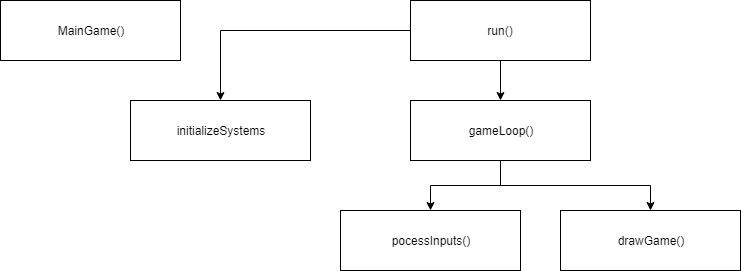 MainGame()
run()
initializeSystems
gameLoop()
pocessInputs()
drawGame()